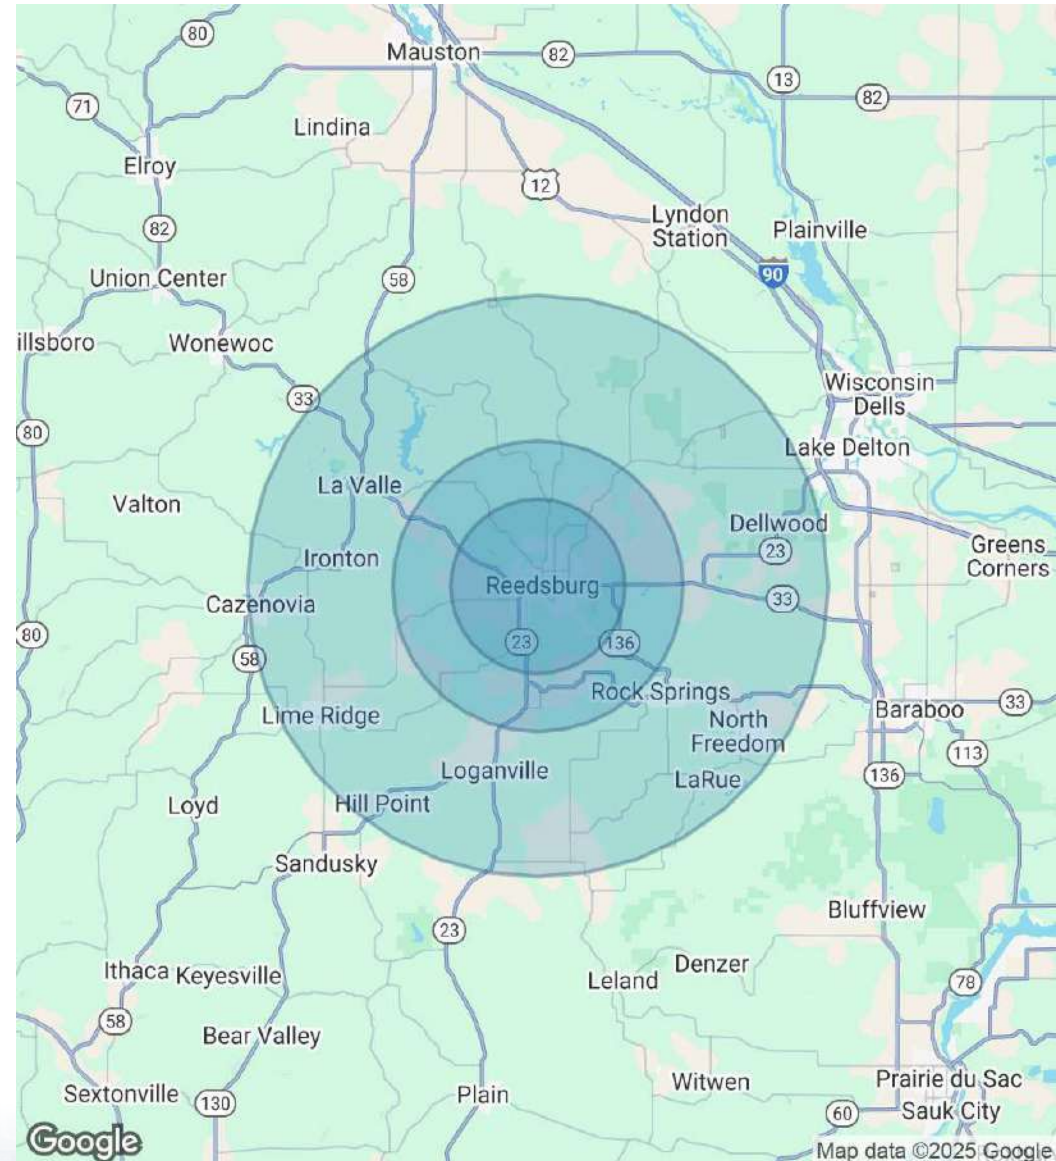 80
Mauston
82
13
82
71
Lindina
Elroy
12
Lyndon
Station
Plainville
82
90
Union Center
58
illsboro
Wonewoc
33
Wisconsin
Dells
80
Lake Delton
La Valle
Valton
Dellwood
23
Greens
Corners
Ironton
Reedsburg
33
Cazenovia
80
23
136
58
Rock Springs
33
Lime Ridge
North
Freedom
Baraboo
113
Loganville
LaRue
136
Hill Point
Loyd
Sandusky
Bluffview
23
Ithaca
Keyesville
Leland
Denzer
78
58
Bear Valley
Sextonville
130
Plain
Witwen
Prairie du Sac
Sauk City
60
Google
Map data ©2025 Google